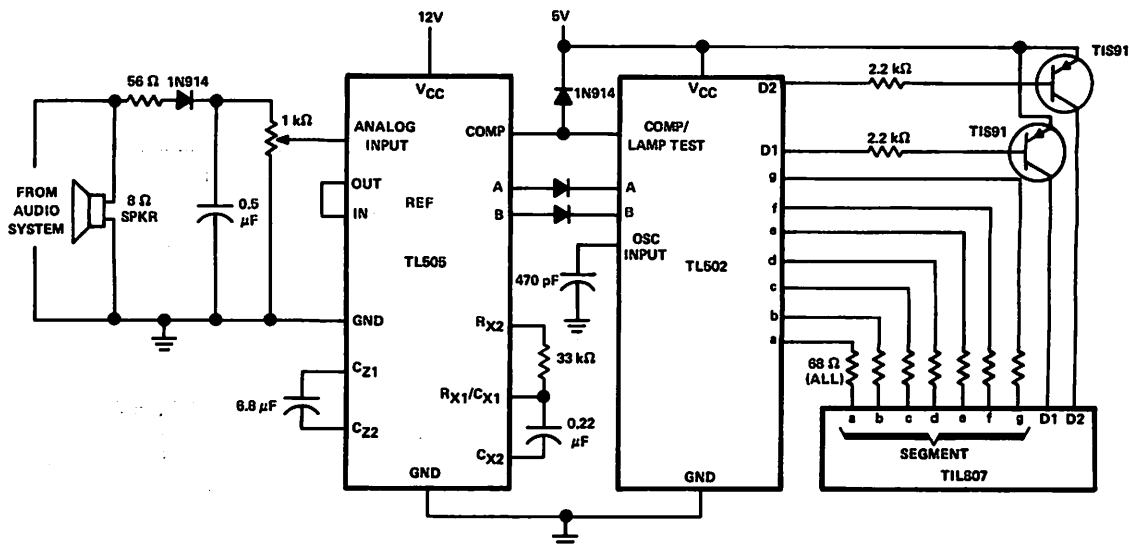 12V
5V
TIS91
56 Ω 1N914
VCC
1N914
VCC
D2
2.2 kΩ
1 kΩ
ANALOG
INPUT
COMP
COMP/
LAMP TEST
D1
2.2 kΩ
TIS91
FROM
AUDIO
SYSTEM
8 Ω
SPKR
0.5
μF
OUT
IN
REF
A
B
A
B
g
f
e
d
c
b
a
TL505
OSC
INPUT
TL502
470 pF
GND
RX2
33 kΩ
68 Ω
(ALL)
CZ1
6.8 μF
CZ2
RX1/CX1
0.22
μF
CX2
GND
GND
a b c d e f g D1 D2
SEGMENT
TIL807